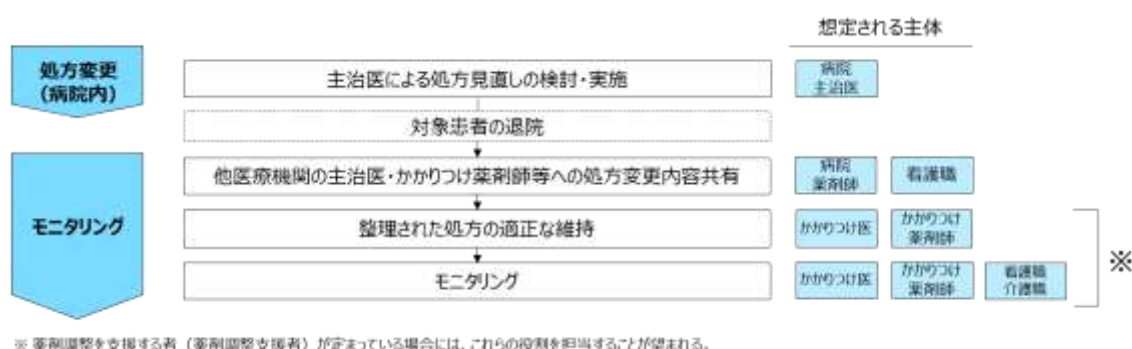 想定される主体
処方変更
(病院内)
主治医による処方見直しの検討・実施
病院
主治医
対象患者の退院
他医療機関の主治医・かかりつけ薬剤師等への処方変更内容共有
病院
薬剤師
看護職
モニタリング
整理された処方の適正な維持
かかりつけ医
かかりつけ
薬剤師
モニタリング
かかりつけ医
かかりつけ
薬剤師
看護職
介護職
※
※ 薬剤調整を支援する者（薬剤調整支援者）が定まっている場合には、これらの役割を担当することが望まれる。